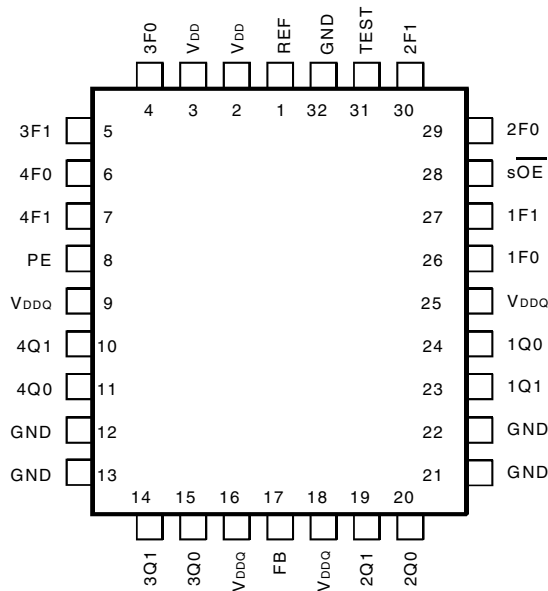 3F0 VDD VDD REF GND TEST 2F1
4 3 2 1 32 31 30
3F1 5 29 2F0
4F0 6 28 sOE
4F1 7 27 1F1
PE 8 26 1F0
VDDQ 9 25 VDDQ
4Q1 10 24 1Q0
4Q0 11 23 1Q1
GND 12 22 GND
GND 13 21 GND
14 15 16 17 18 19 20
3Q1 3Q0 VDDQ FB VDDQ 2Q1 2Q0